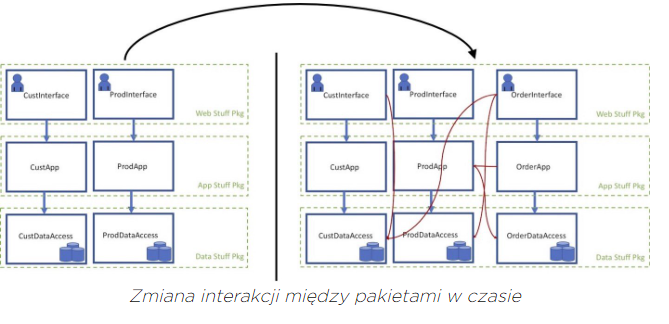 CustInterface
ProdInterface
Web Stuff Pkg
CustApp
ProdApp
App Stuff Pkg
CustDataAccess
ProdDataAccess
Data Stuff Pkg
CustInterface
ProdInterface
OrderInterface
Web Stuff Pkg
CustApp
ProdApp
OrderApp
App Stuff Pkg
CustDataAccess
ProdDataAccess
OrderDataAccess
Data Stuff Pkg
Zmiana interakcji między pakietami w czasie